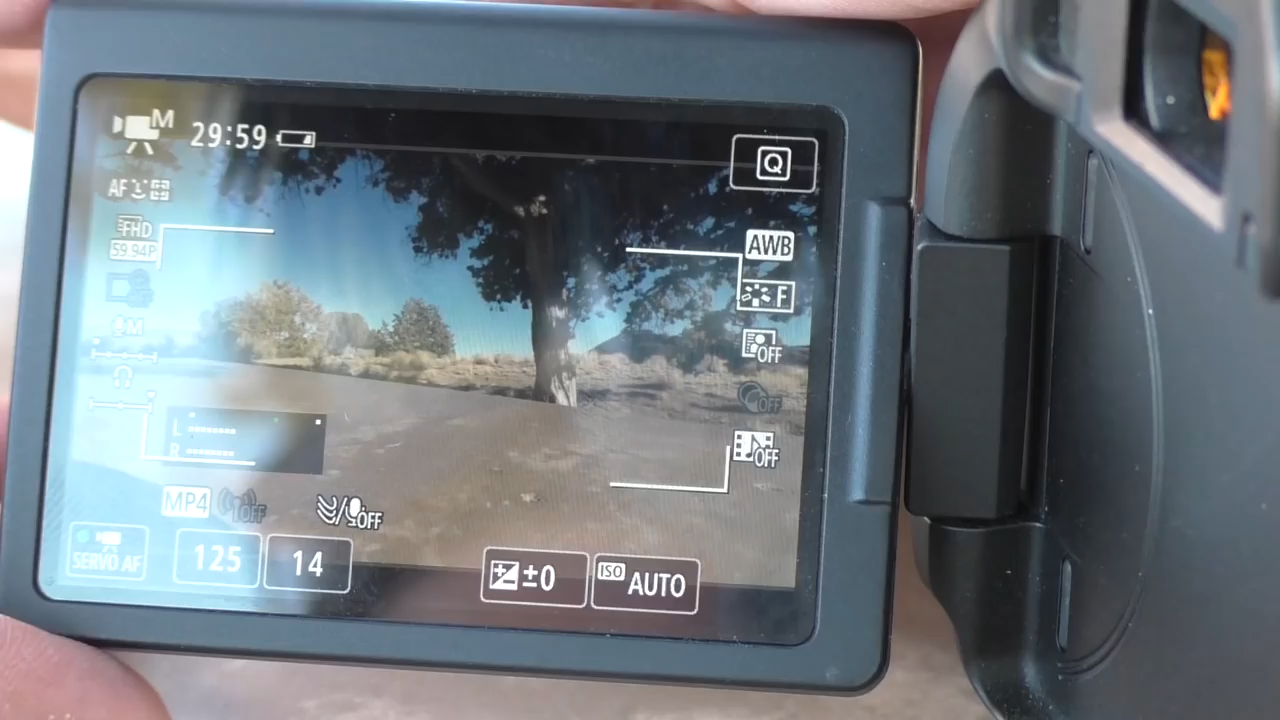 M
29:59
Q
AF
AWB
FHD
59.94P
F
OFF
M
OFF
L
R
OFF
MP4
OFF
OFF
SERVO AF
125
14
±0
ISO AUTO